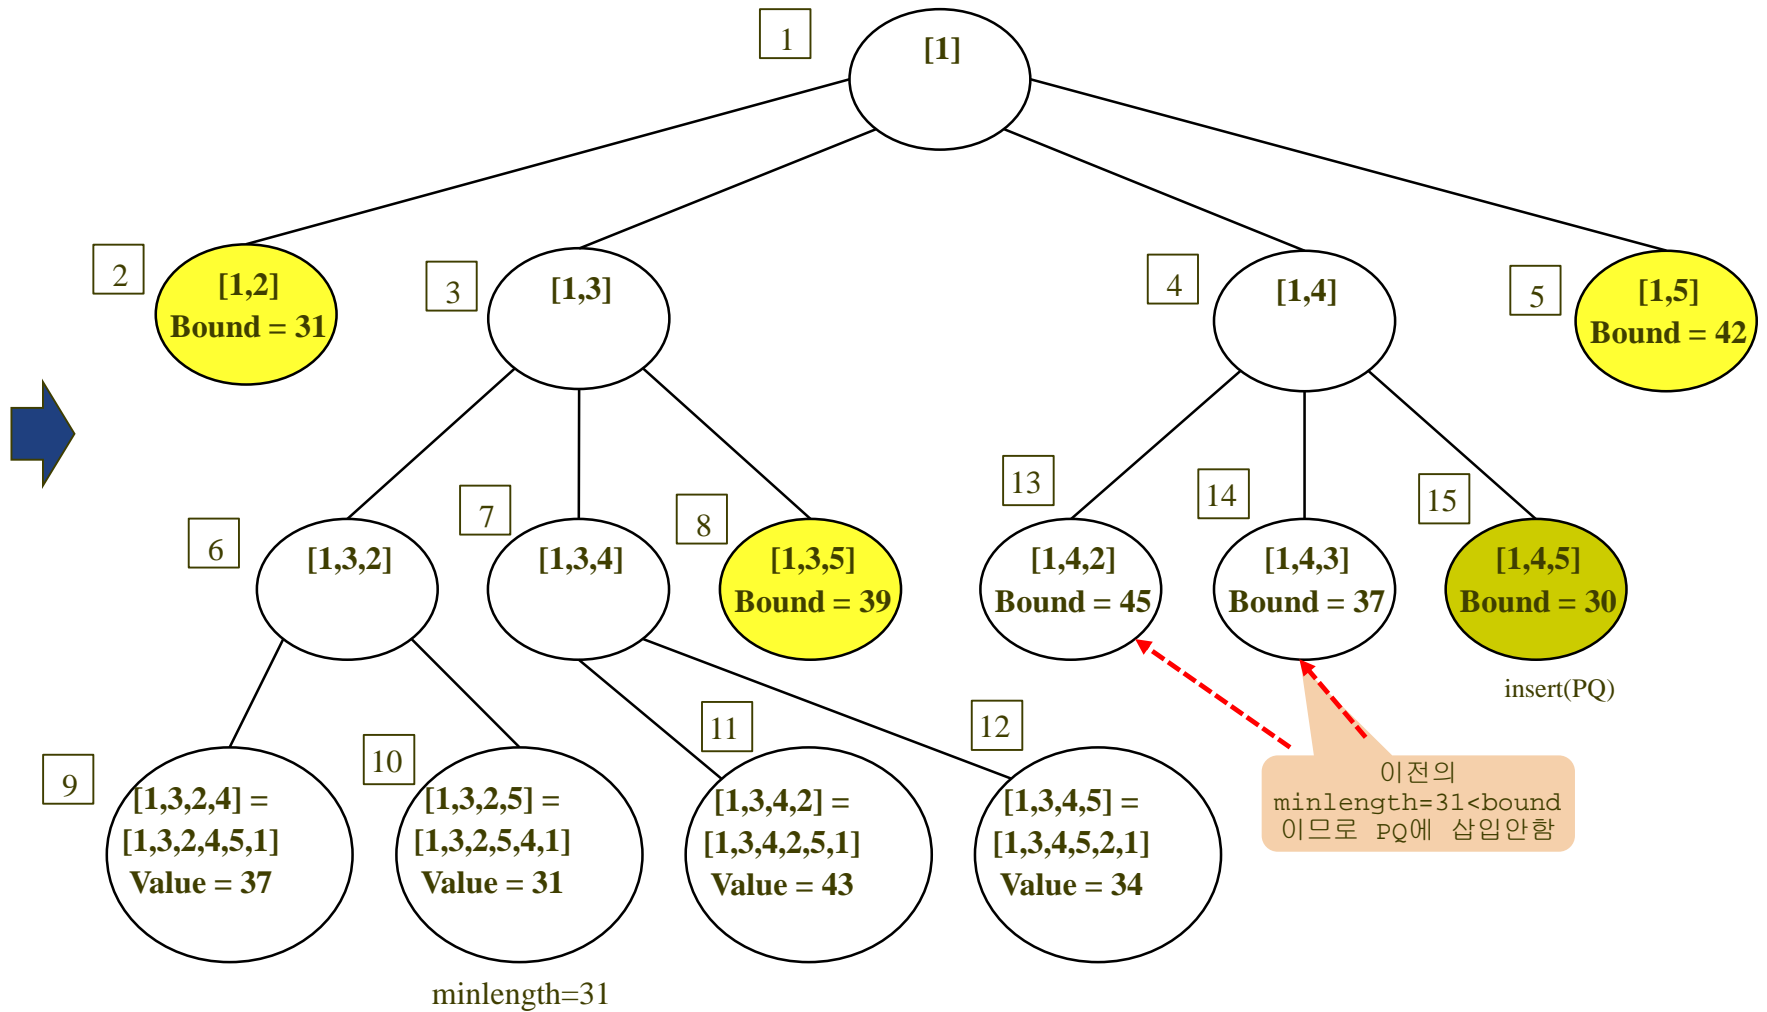 1
[1]
2
[1,2]
Bound = 31
3
[1,3]
4
[1,4]
5
[1,5]
Bound = 42
6
[1,3,2]
7
[1,3,4]
8
[1,3,5]
Bound = 39
13
[1,4,2]
Bound = 45
14
[1,4,3]
Bound = 37
15
[1,4,5]
Bound = 30
insert(PQ)
9
[1,3,2,4] =
[1,3,2,4,5,1]
Value = 37
10
[1,3,2,5] =
[1,3,2,5,4,1]
Value = 31
11
[1,3,4,2] =
[1,3,4,2,5,1]
Value = 43
12
[1,3,4,5] =
[1,3,4,5,2,1]
Value = 34
이전의
minlength=31<bound
이므로 PQ에 삽입안함
minlength=31